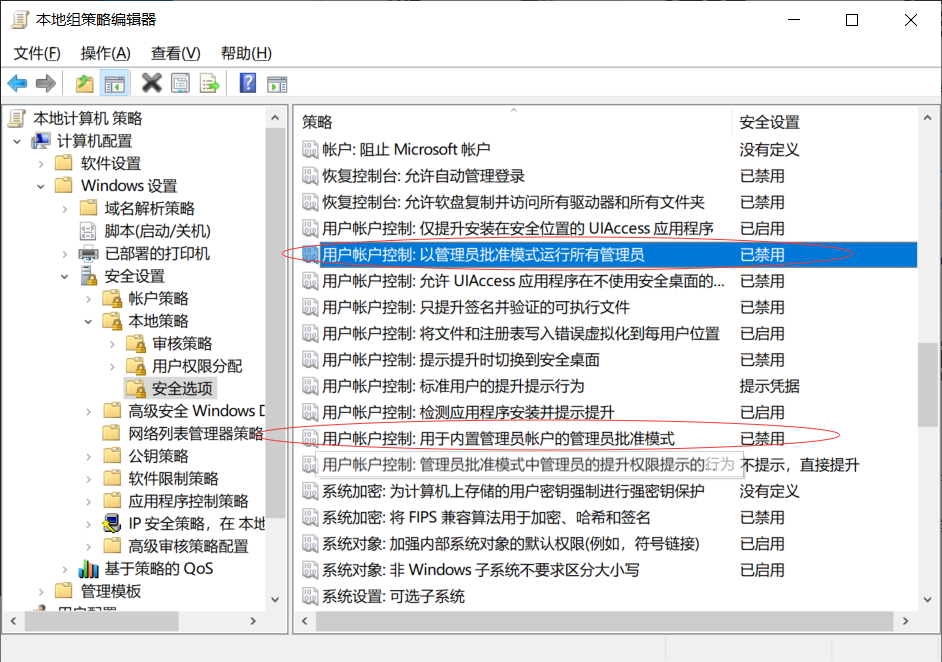 本地组策略编辑器
文件(F) 操作(A) 查看(V) 帮助(H)
本地计算机 策略
计算机配置
软件设置
Windows 设置
域名解析策略
脚本(启动/关机)
已部署的打印机
安全设置
帐户策略
本地策略
审核策略
用户权限分配
安全选项
高级安全 Windows D
网络列表管理器策略
公钥策略
软件限制策略
应用程序控制策略
IP 安全策略，在 本地
高级审核策略配置
基于策略的 QoS
管理模板
用户配置
策略 安全设置
帐户: 阻止 Microsoft 帐户 没有定义
恢复控制台: 允许自动管理登录 已禁用
恢复控制台: 允许软盘复制并访问所有驱动器和所有文件夹 已禁用
用户帐户控制: 仅提升安装在安全位置的 UIAccess 应用程序 已启用
用户帐户控制: 以管理员批准模式运行所有管理员 已禁用
用户帐户控制: 允许 UIAccess 应用程序在不使用安全桌面的... 已禁用
用户帐户控制: 只提升签名并验证的可执行文件 已禁用
用户帐户控制: 将文件和注册表写入错误虚拟化到每用户位置 已启用
用户帐户控制: 提示提升时切换到安全桌面 已禁用
用户帐户控制: 标准用户的提升提示行为 提示凭据
用户帐户控制: 检测应用程序安装并提示提升 已启用
用户帐户控制: 用于内置管理员帐户的管理员批准模式 已禁用
用户帐户控制: 管理员批准模式中管理员的提升权限提示的行为 不提示，直接提升
系统加密: 为计算机上存储的用户密钥强制进行强密钥保护 没有定义
系统加密: 将 FIPS 兼容算法用于加密、哈希和签名 已禁用
系统对象: 加强内部系统对象的默认权限(例如，符号链接) 已启用
系统对象: 非 Windows 子系统不要求区分大小写 已启用
系统设置: 可选子系统